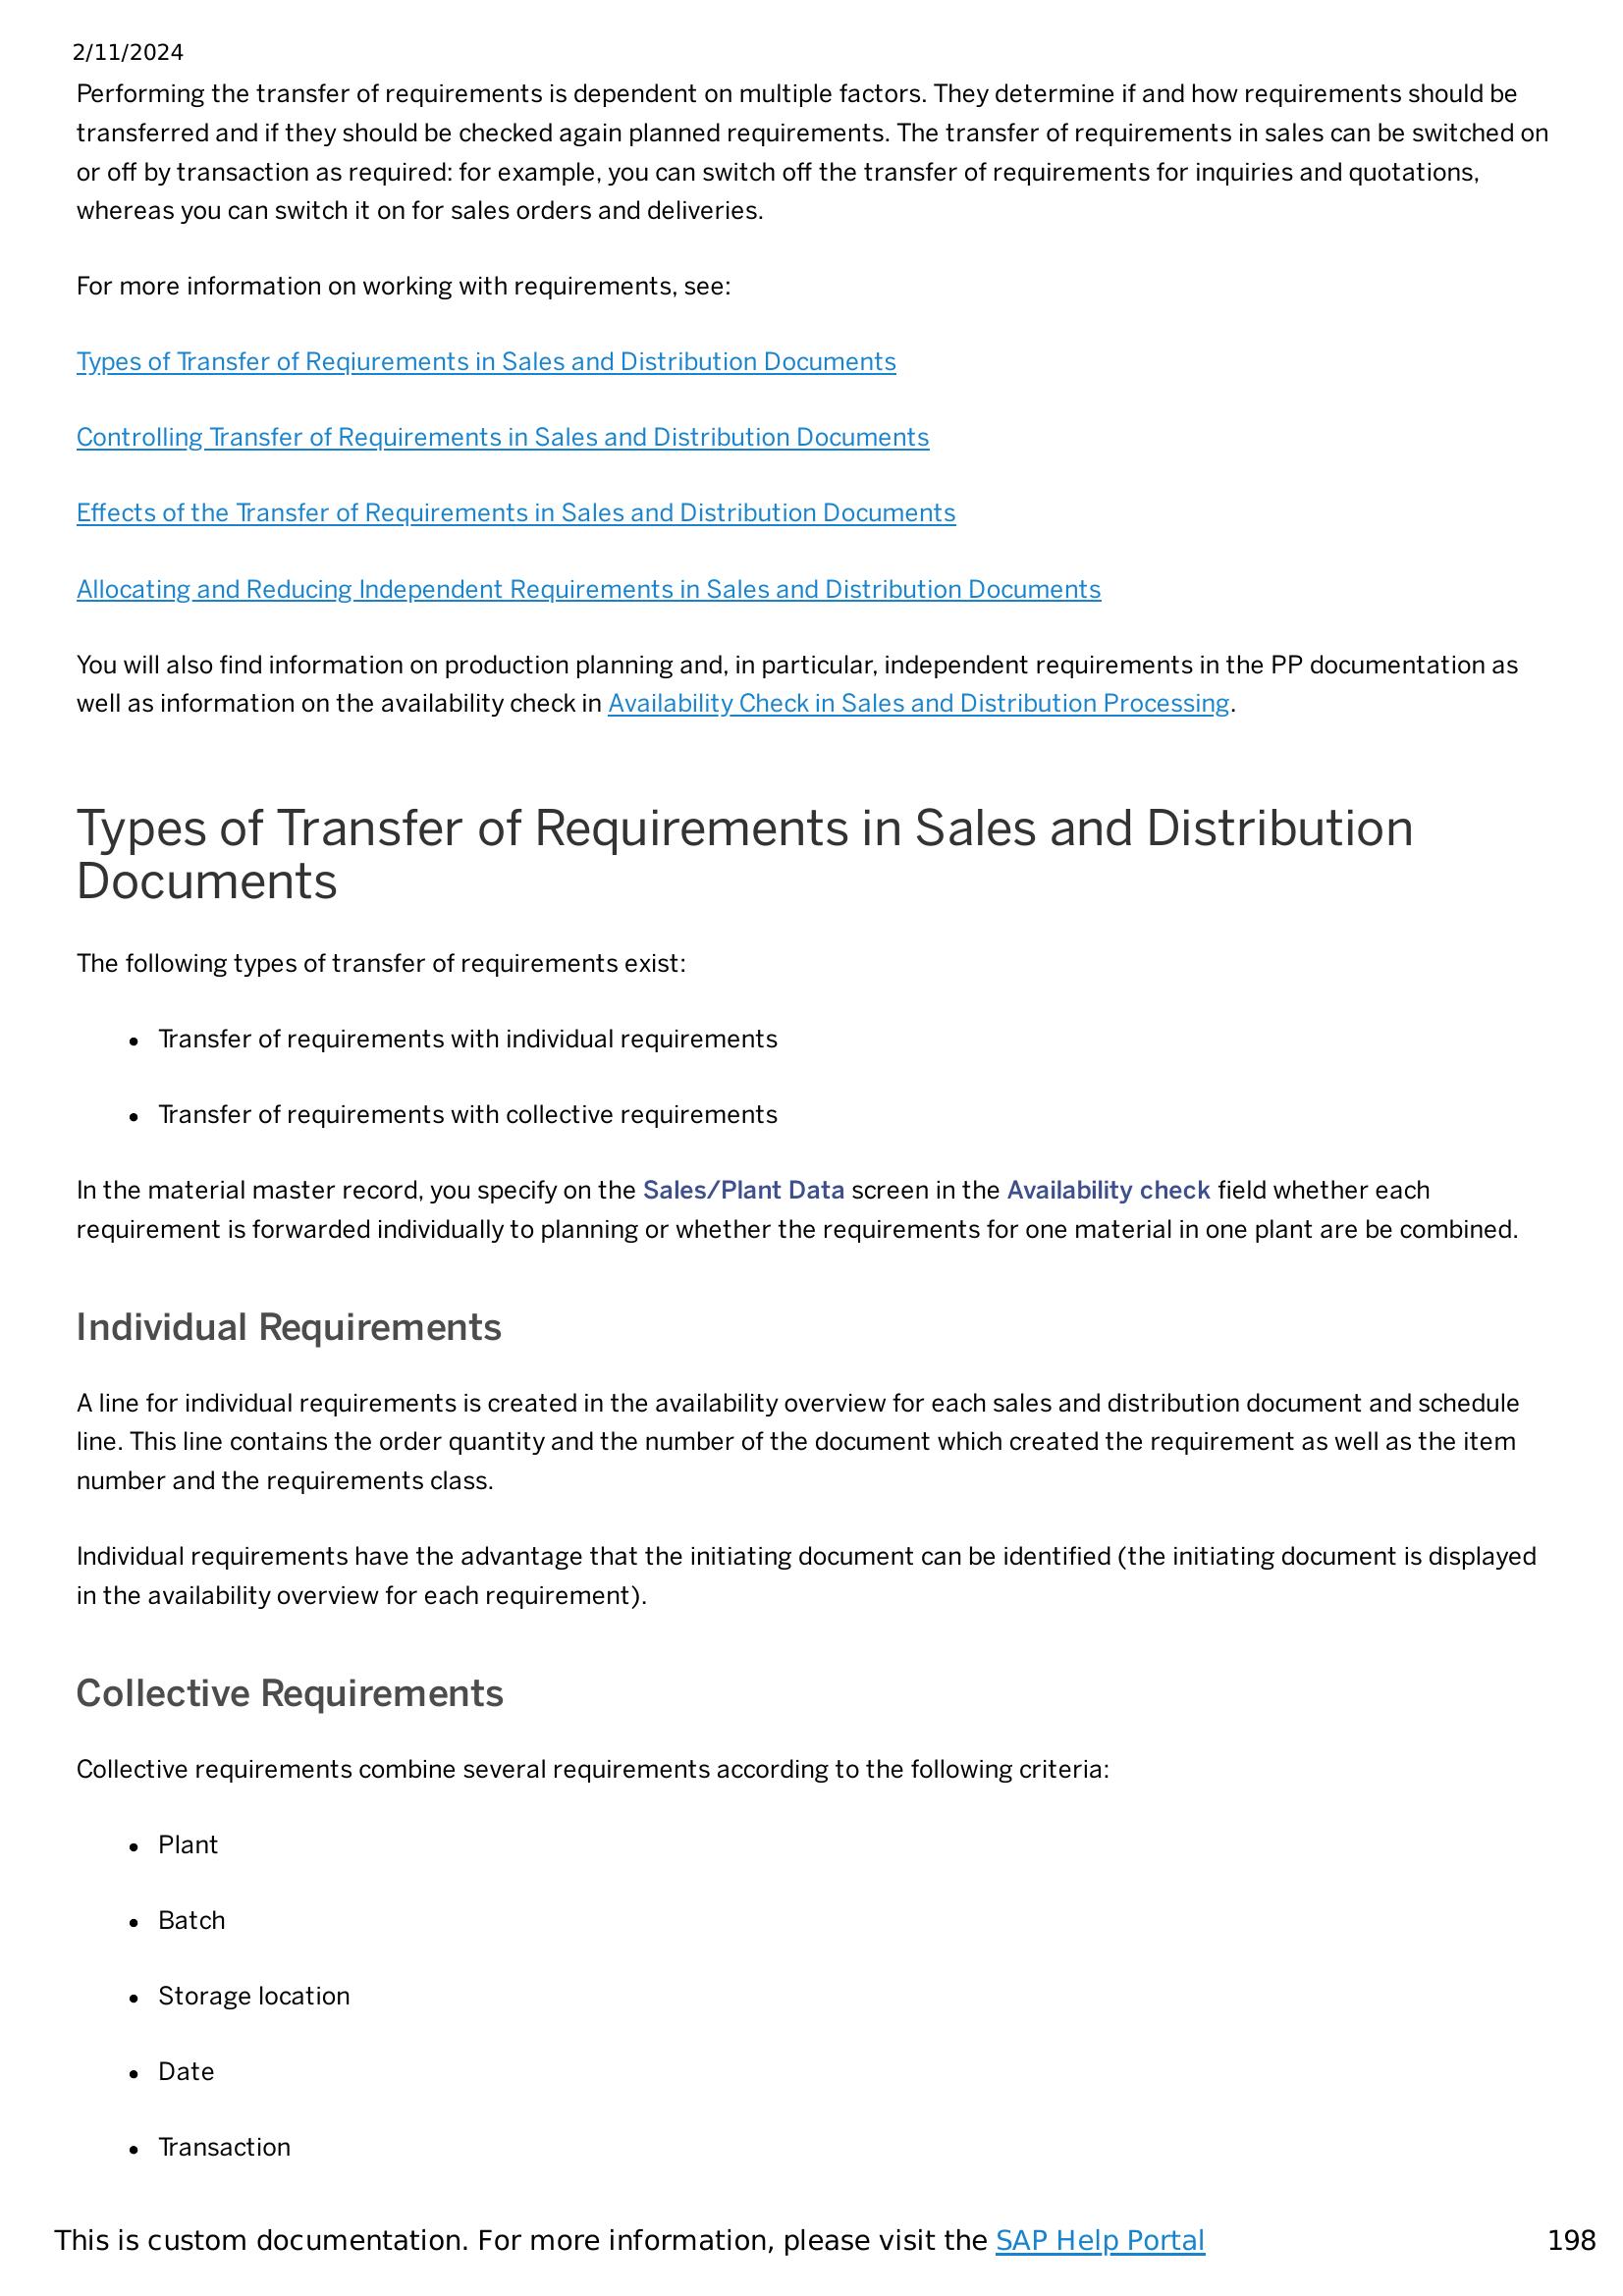 2/11/2024
Performing the transfer of requirements is dependent on multiple factors. They determine if and how requirements should be
transferred and if they should be checked again planned requirements. The transfer of requirements in sales can be switched on
or off by transaction as required: for example, you can switch off the transfer of requirements for inquiries and quotations,
whereas you can switch it on for sales orders and deliveries.
For more information on working with requirements, see:
Types of Transfer of Reqiurements in Sales and Distribution Documents
Controlling Transfer of Requirements in Sales and Distribution Documents
Effects of the Transfer of Requirements in Sales and Distribution Documents
Allocating and Reducing Independent Requirements in Sales and Distribution Documents
You will also find information on production planning and, in particular, independent requirements in the PP documentation as
well as information on the availability check in Availability Check in Sales and Distribution Processing.
Types of Transfer of Requirements in Sales and Distribution
Documents
The following types of transfer of requirements exist:
• Transfer of requirements with individual requirements
• Transfer of requirements with collective requirements
In the material master record, you specify on the Sales/Plant Data screen in the Availability check field whether each
requirement is forwarded individually to planning or whether the requirements for one material in one plant are be combined.
Individual Requirements
A line for individual requirements is created in the availability overview for each sales and distribution document and schedule
line. This line contains the order quantity and the number of the document which created the requirement as well as the item
number and the requirements class.
Individual requirements have the advantage that the initiating document can be identified (the initiating document is displayed
in the availability overview for each requirement).
Collective Requirements
Collective requirements combine several requirements according to the following criteria:
• Plant
• Batch
• Storage location
• Date
• Transaction
This is custom documentation. For more information, please visit the SAP Help Portal 198